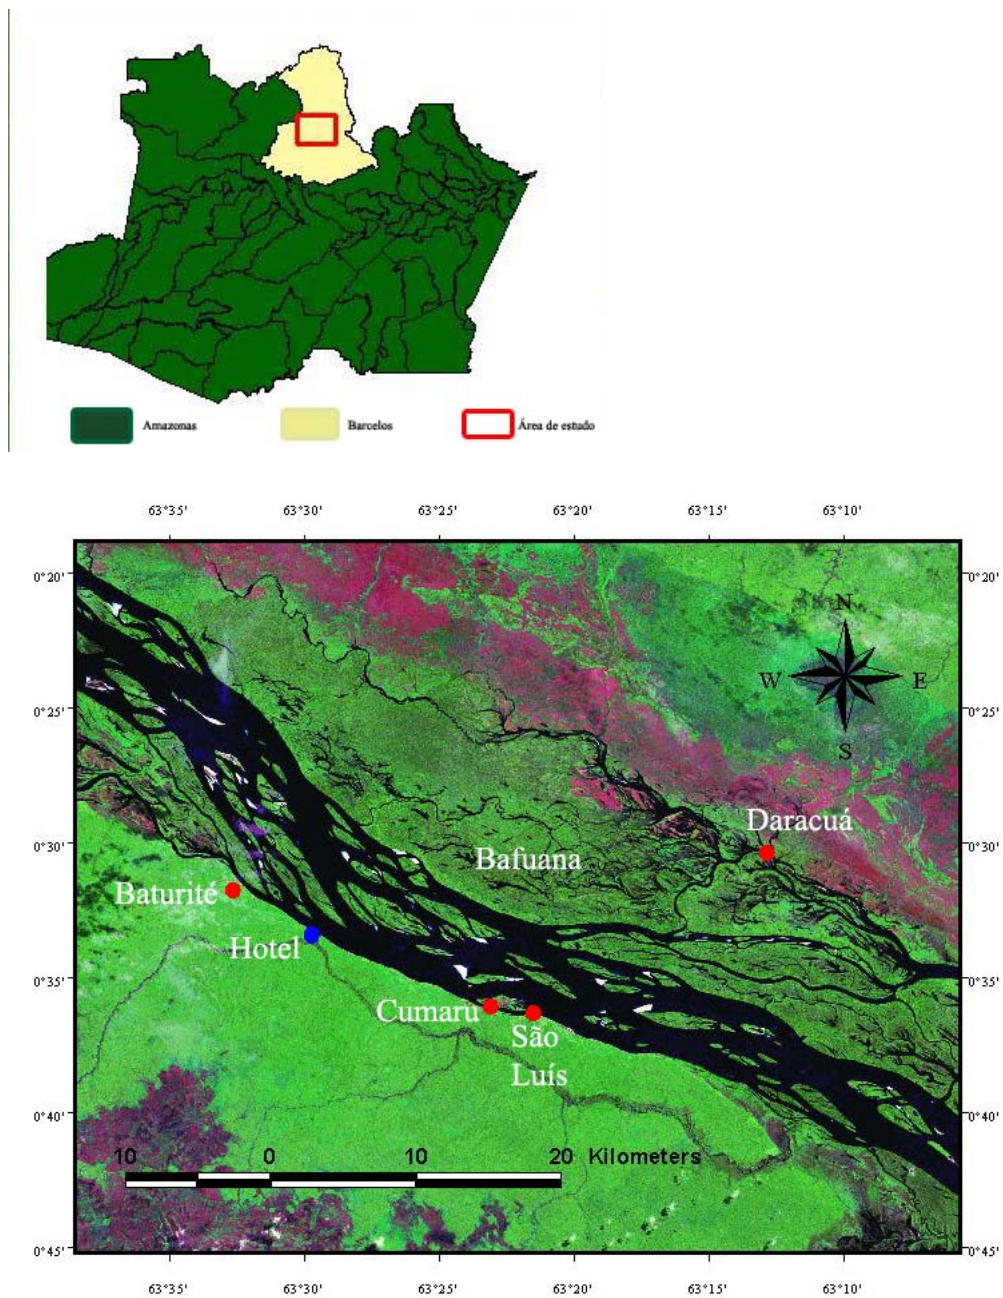 Amazonas
Barcelos
Área de estudo
63°35' 63°30' 63°25' 63°20' 63°15' 63°10'
0°20' 0°20'
N
W E
S
0°25' 0°25'
Daracuá
0°30' 0°30'
Bafuana
Baturité
Hotel
0°35' 0°35'
Cumaru
São
Luís
0°40' 0°40'
10 0 10 20 Kilometers
0°45' 0°45'
63°35' 63°30' 63°25' 63°20' 63°15' 63°10'